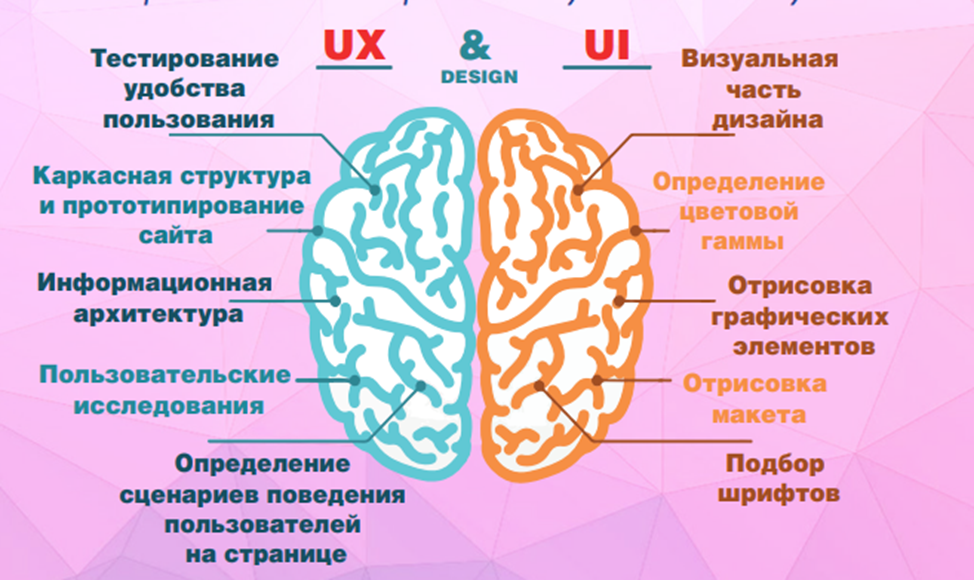 UX & UI
DESIGN
Тестирование
удобства
пользования
Каркасная структура
и прототипирование
сайта
Информационная
архитектура
Пользовательские
исследования
Определение
сценариев поведения
пользователей
на странице
Визуальная
часть
дизайна
Определение
цветовой
гаммы
Отрисовка
графических
элементов
Отрисовка
макета
Подбор
шрифтов